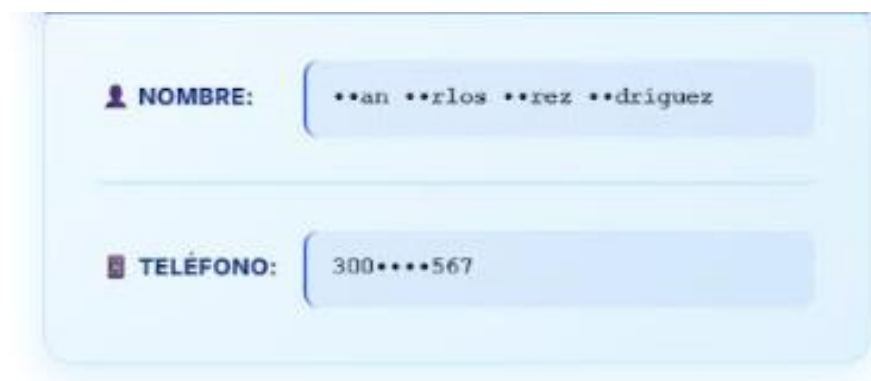 NOMBRE: ••an ••rlos ••rez ••driguez
TELÉFONO: 300••••567